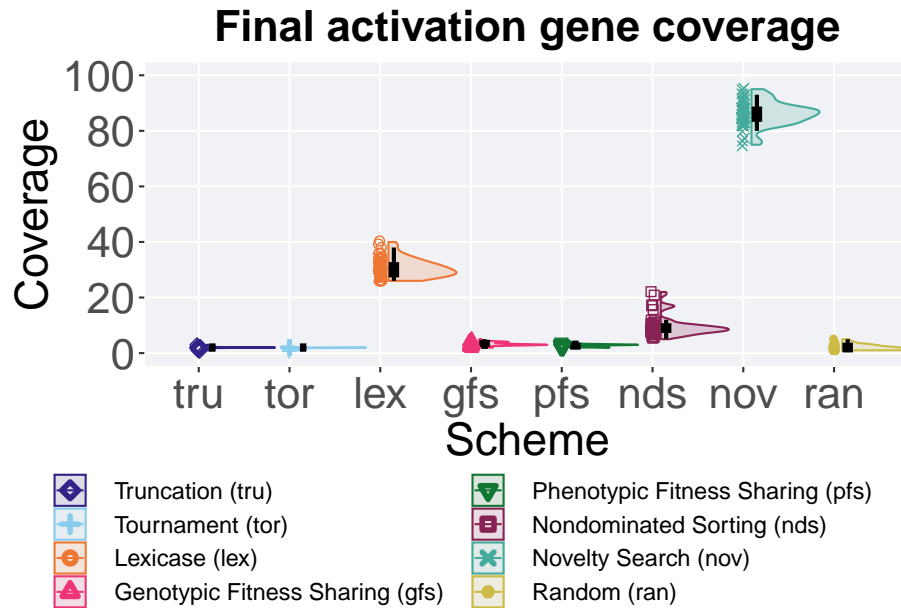 Final activation gene coverage
100
80
60
40
20
0
Coverage
tru tor lex gfs pfs nds nov ran
Scheme
Truncation (tru)
Tournament (tor)
Lexicase (lex)
Genotypic Fitness Sharing (gfs)
Phenotypic Fitness Sharing (pfs)
Nondominated Sorting (nds)
Novelty Search (nov)
Random (ran)